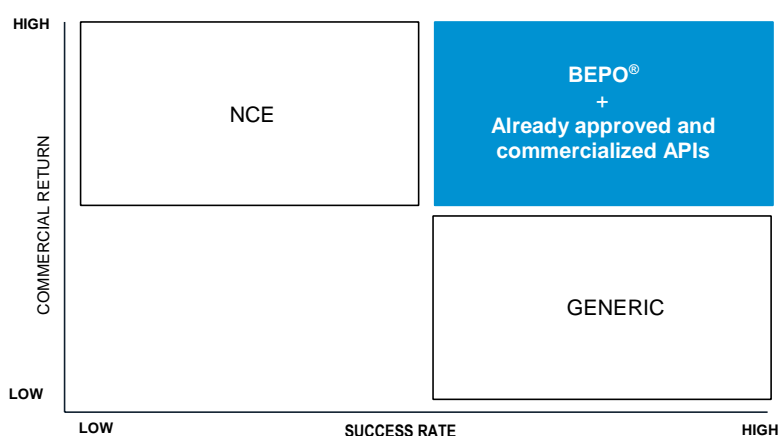 HIGH
BEPO®
+
Already approved and
commercialized APIs
NCE
COMMERCIAL RETURN
GENERIC
LOW
LOW
SUCCESS RATE
HIGH